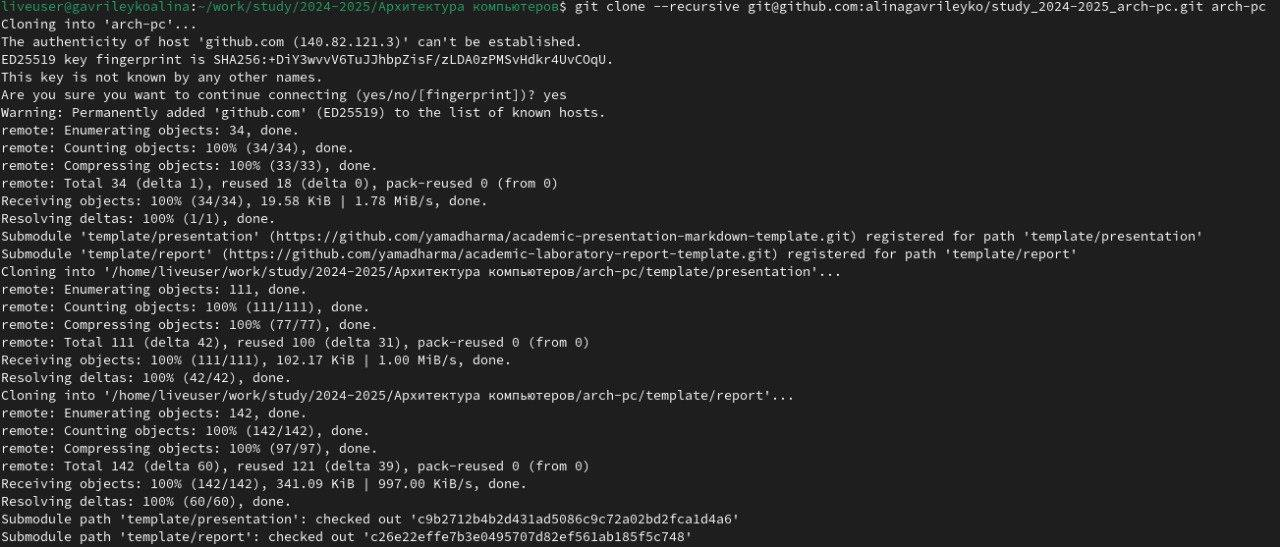 liveuser@gavrileykoalina:~/work/study/2024-2025/Архитектура компьютеров$ git clone --recursive git@github.com:alinagavrileyko/study_2024-2025_arch-pc.git arch-pc
Cloning into 'arch-pc'...
The authenticity of host 'github.com (140.82.121.3)' can't be established.
ED25519 key fingerprint is SHA256:+DiY3wvvV6TuJJhbpZisF/zLDA0zPMSvHdkr4UvCOqU.
This key is not known by any other names.
Are you sure you want to continue connecting (yes/no/[fingerprint])? yes
Warning: Permanently added 'github.com' (ED25519) to the list of known hosts.
remote: Enumerating objects: 34, done.
remote: Counting objects: 100% (34/34), done.
remote: Compressing objects: 100% (33/33), done.
remote: Total 34 (delta 1), reused 18 (delta 0), pack-reused 0 (from 0)
Receiving objects: 100% (34/34), 19.58 KiB | 1.78 MiB/s, done.
Resolving deltas: 100% (1/1), done.
Submodule 'template/presentation' (https://github.com/yamadharma/academic-presentation-markdown-template.git) registered for path 'template/presentation'
Submodule 'template/report' (https://github.com/yamadharma/academic-laboratory-report-template.git) registered for path 'template/report'
Cloning into '/home/liveuser/work/study/2024-2025/Архитектура компьютеров/arch-pc/template/presentation'...
remote: Enumerating objects: 111, done.
remote: Counting objects: 100% (111/111), done.
remote: Compressing objects: 100% (77/77), done.
remote: Total 111 (delta 42), reused 100 (delta 31), pack-reused 0 (from 0)
Receiving objects: 100% (111/111), 102.17 KiB | 1.00 MiB/s, done.
Resolving deltas: 100% (42/42), done.
Cloning into '/home/liveuser/work/study/2024-2025/Архитектура компьютеров/arch-pc/template/report'...
remote: Enumerating objects: 142, done.
remote: Counting objects: 100% (142/142), done.
remote: Compressing objects: 100% (97/97), done.
remote: Total 142 (delta 60), reused 121 (delta 39), pack-reused 0 (from 0)
Receiving objects: 100% (142/142), 341.09 KiB | 997.00 KiB/s, done.
Resolving deltas: 100% (60/60), done.
Submodule path 'template/presentation': checked out 'c9b2712b4b2d431ad5086c9c72a02bd2fca1d4a6'
Submodule path 'template/report': checked out 'c26e22effe7b3e0495707d82ef561ab185f5c748'